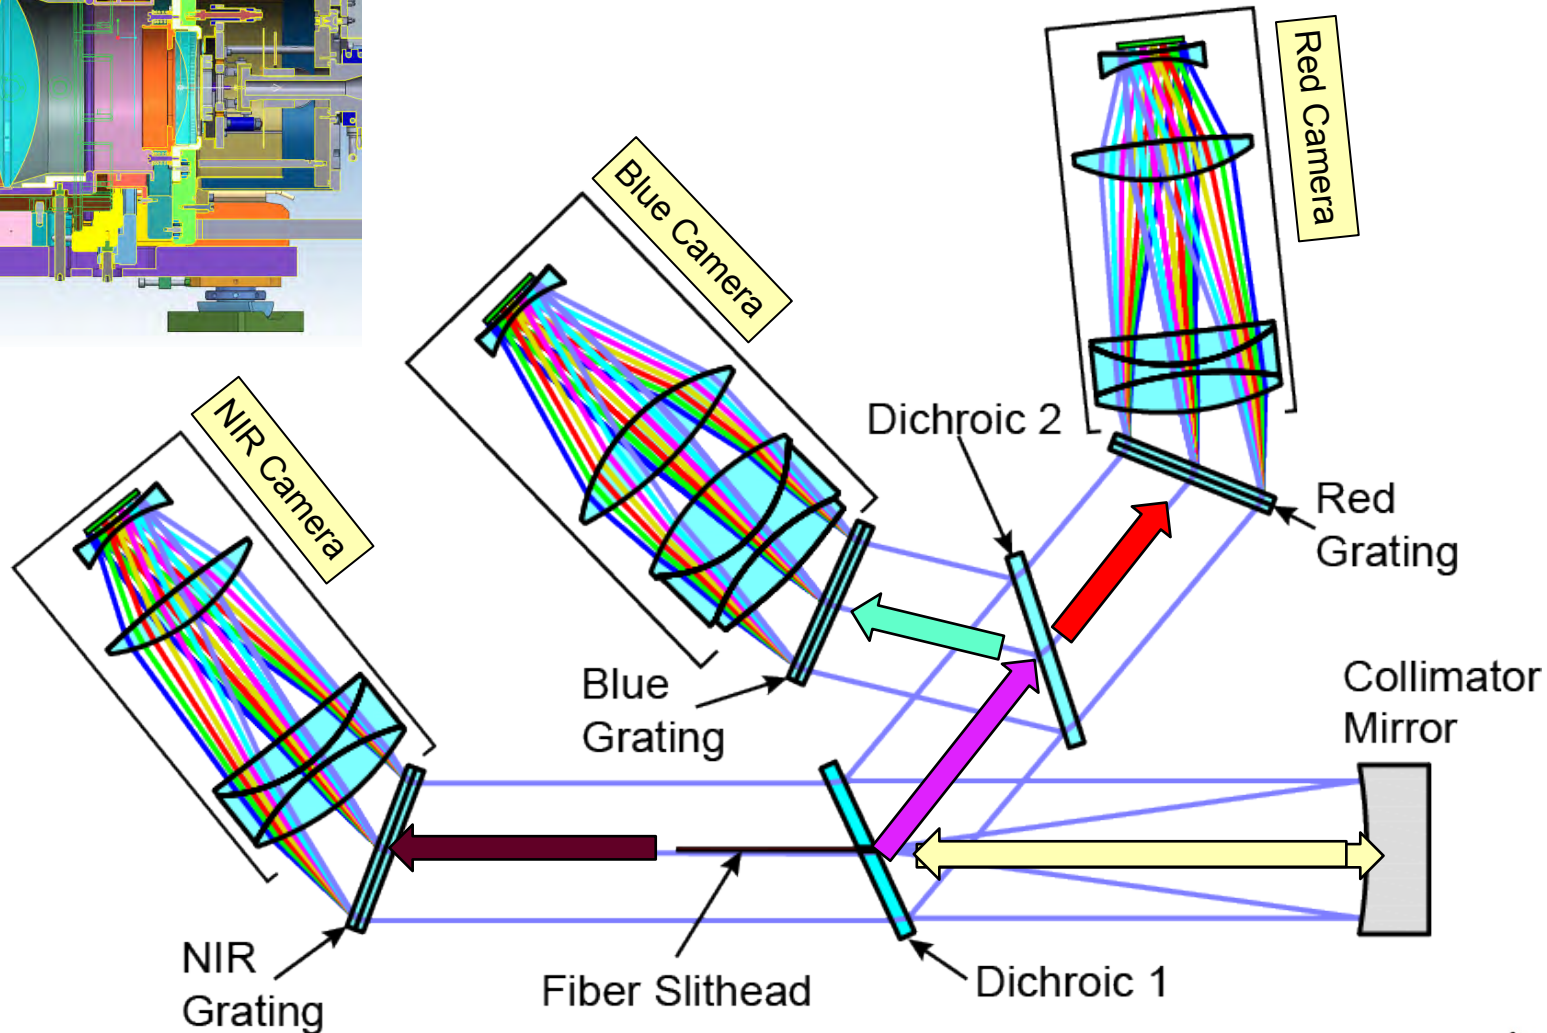 Red Camera
Blue Camera
NIR Camera
Dichroic 2
Red
Grating
Blue
Grating
Collimator
Mirror
NIR
Grating
Fiber Slithead
Dichroic 1